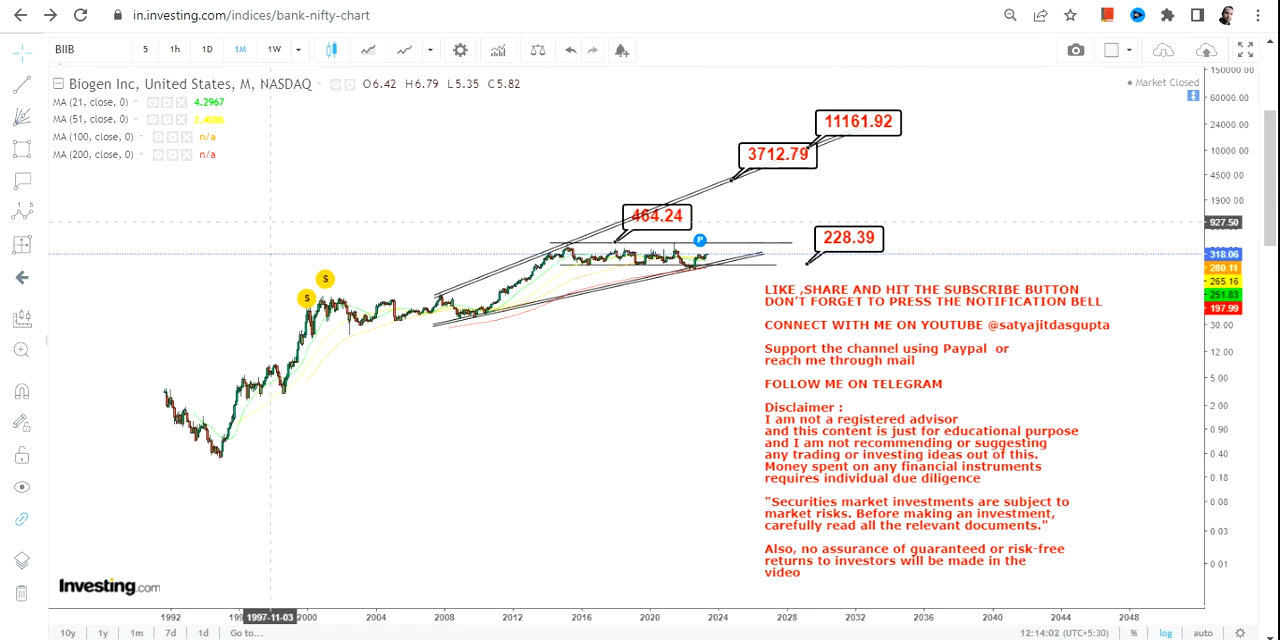 in.investing.com/indices/bank-nifty-chart
BIIB 5 1h 1D 1M 1W
Biogen Inc, United States, M, NASDAQ O6.42 H6.79 L5.35 C5.82
Market Closed
MA (21, close, 0) 4.2967
MA (51, close, 0)
MA (100, close, 0) n/a
MA (200, close, 0) n/a
11161.92
3712.79
464.24
228.39
P
S
S
150000.00
60000.00
24000.00
10000.00
4500.00
1900.00
927.50
318.06
280.11
265.16
251.83
197.99
30.00
12.00
5.00
2.00
0.90
0.40
0.18
0.08
0.03
0.01
LIKE ,SHARE AND HIT THE SUBSCRIBE BUTTON
DON'T FORGET TO PRESS THE NOTIFICATION BELL
CONNECT WITH ME ON YOUTUBE @satyajitdasgupta
Support the channel using Paypal or
reach me through mail
FOLLOW ME ON TELEGRAM
Disclaimer :
I am not a registered advisor
and this content is just for educational purpose
and I am not recommending or suggesting
any trading or investing ideas out of this.
Money spent on any financial instruments
requires individual due diligence
"Securities market investments are subject to
market risks. Before making an investment,
carefully read all the relevant documents."
Also, no assurance of guaranteed or risk-free
returns to investors will be made in the
video
Investing.com
1992 1997-11-03 2000 2004 2008 2012 2016 2020 2024 2028 2032 2036 2040 2044 2048
10y 1y 1m 7d 1d Go to... 12:14:02 (UTC+5:30) % log auto